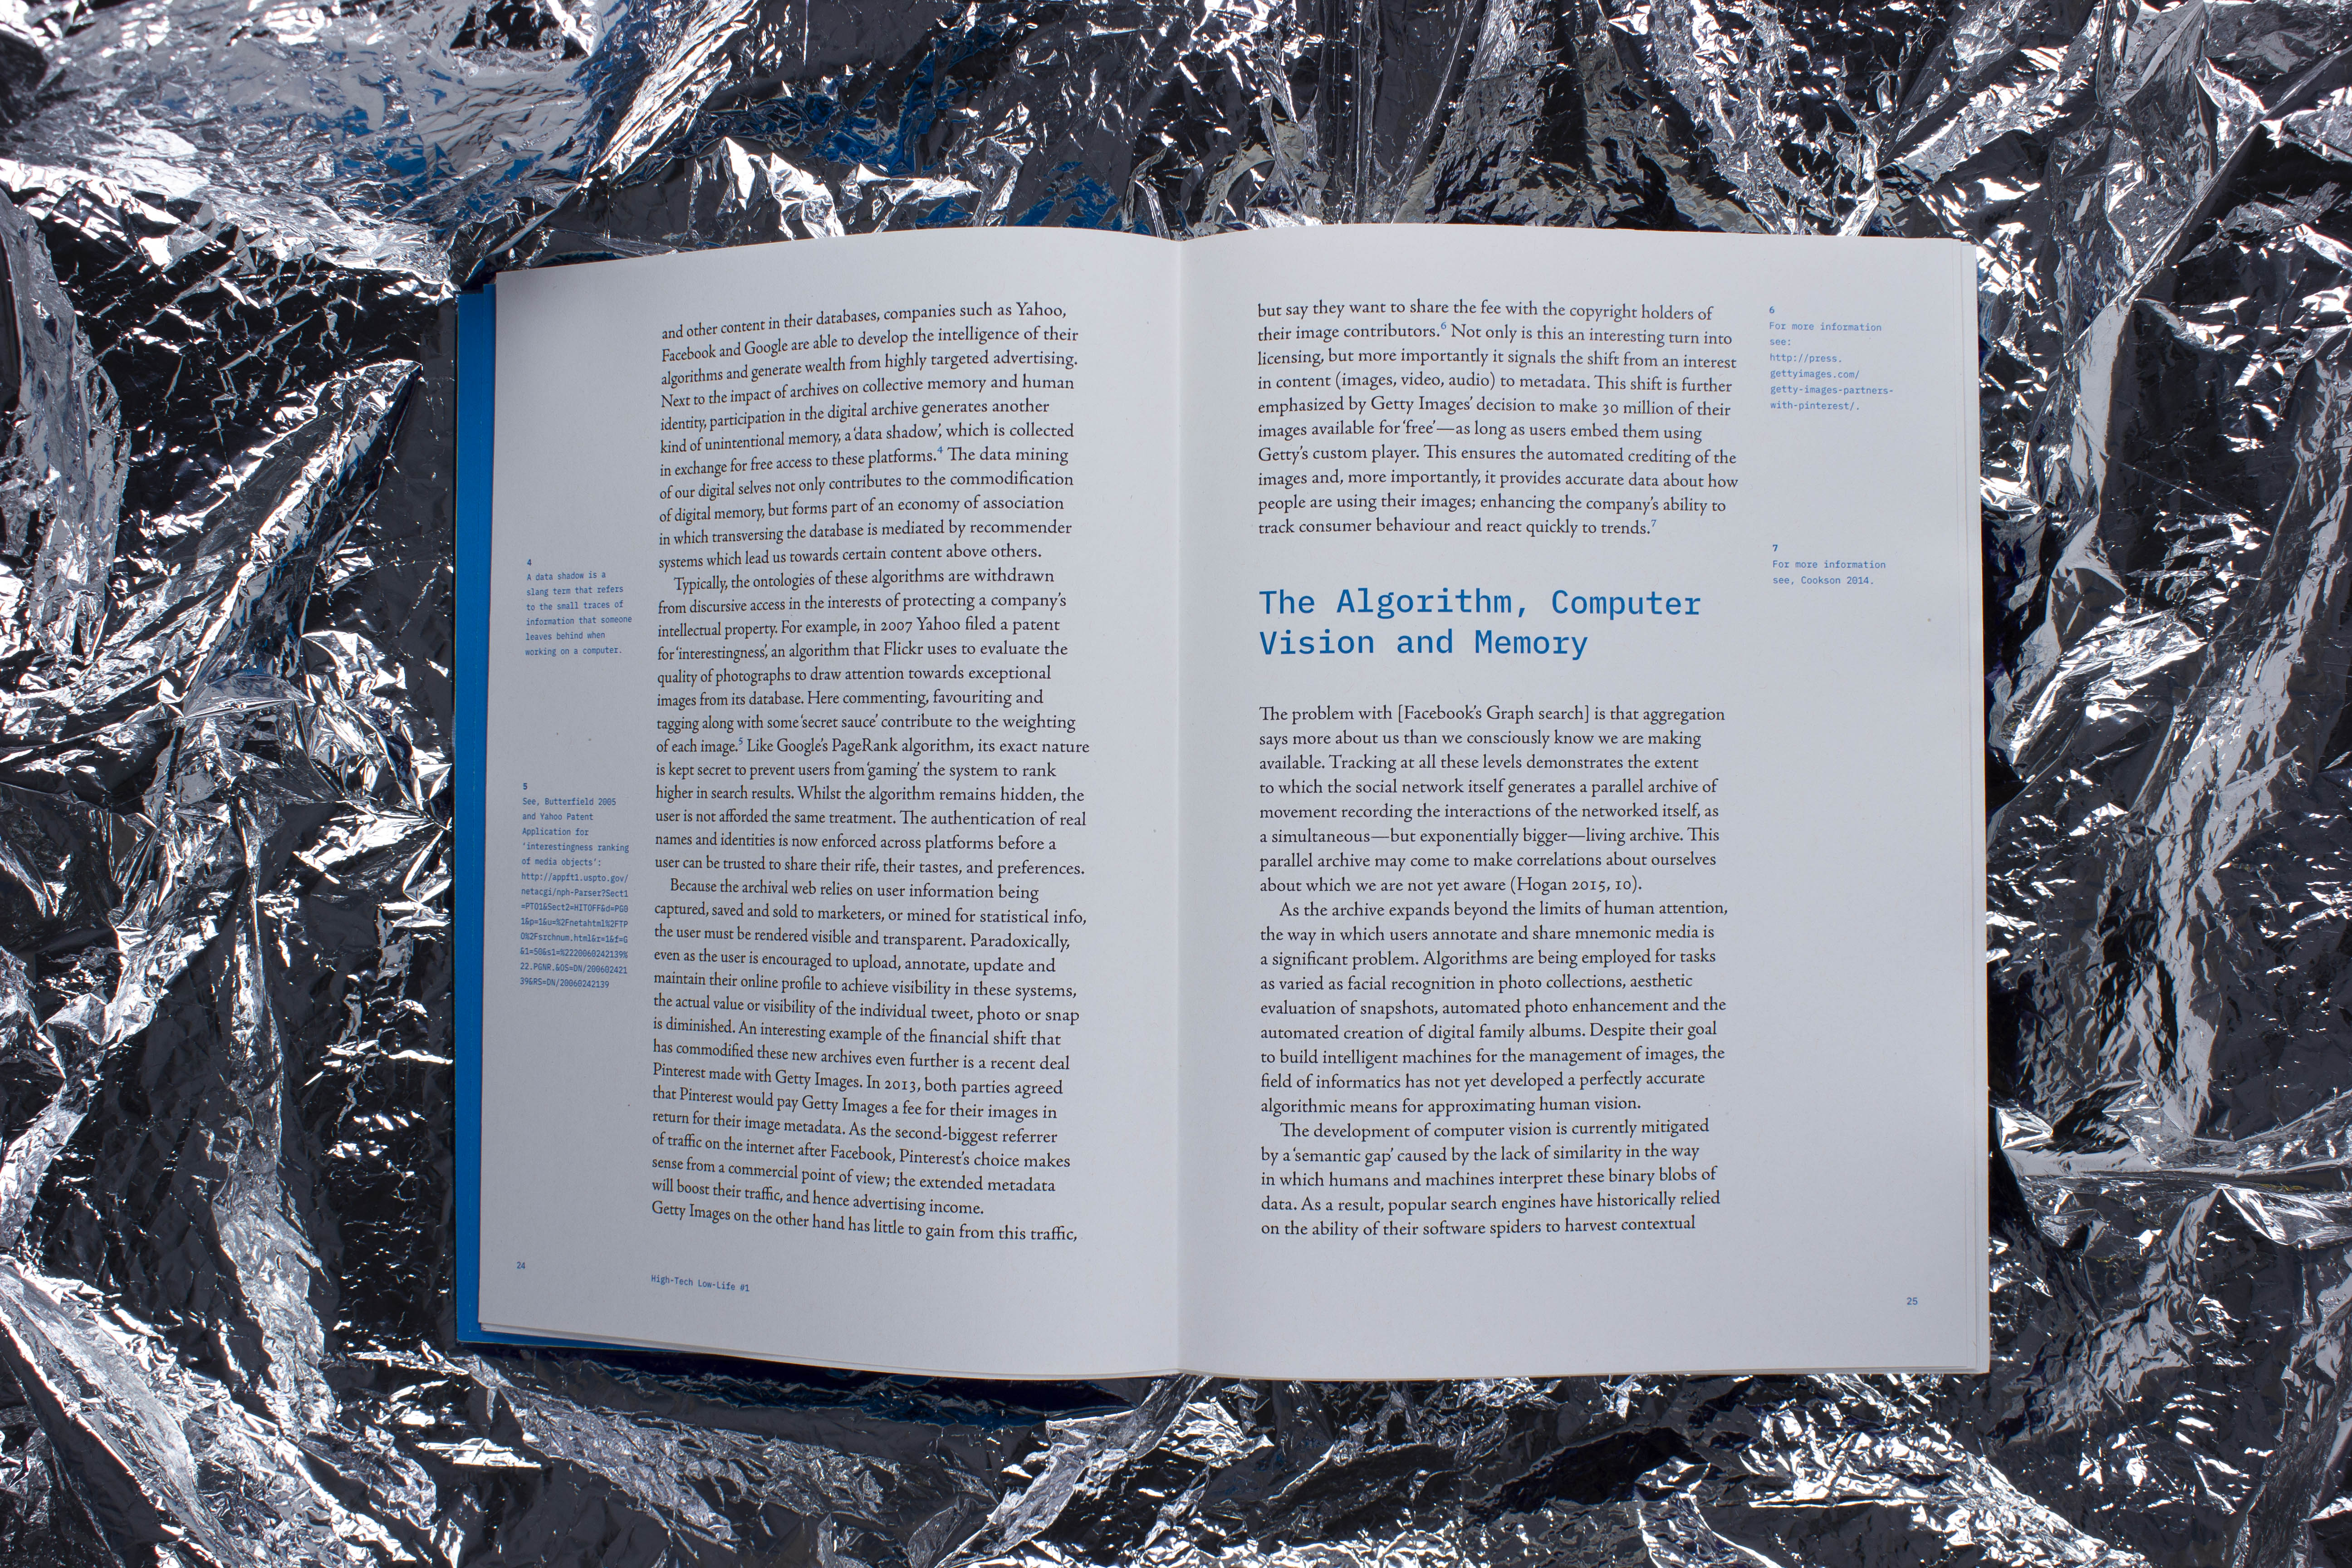 and other content in their databases, companies such as Yahoo,
Facebook and Google are able to develop the intelligence of their
algorithms and generate wealth from highly targeted advertising.
Next to the impact of archives on collective memory and human
identity, participation in the digital archive generates another
kind of unintentional memory, a ‘data shadow’, which is collected
in exchange for free access to these platforms.4 The data mining
of our digital selves not only contributes to the commodification
of digital memory, but forms part of an economy of association
in which transversing the database is mediated by recommender
systems which lead us towards certain content above others.
Typically, the ontologies of these algorithms are withdrawn
from discursive access in the interests of protecting a company’s
intellectual property. For example, in 2007 Yahoo filed a patent
for ‘interestingness’, an algorithm that Flickr uses to evaluate the
quality of photographs to draw attention towards exceptional
images from its database. Here commenting, favouriting and
tagging along with some ‘secret sauce’ contribute to the weighting
of each image.5 Like Google’s PageRank algorithm, its exact nature
is kept secret to prevent users from ‘gaming’ the system to rank
higher in search results. Whilst the algorithm remains hidden, the
user is not afforded the same treatment. The authentication of real
names and identities is now enforced across platforms before a
user can be trusted to share their rife, their tastes, and preferences.
Because the archival web relies on user information being
captured, saved and sold to marketers, or mined for statistical info,
the user must be rendered visible and transparent. Paradoxically,
even as the user is encouraged to upload, annotate, update and
maintain their online profile to achieve visibility in these systems,
the actual value or visibility of the individual tweet, photo or snap
is diminished. An interesting example of the financial shift that
has commodified these new archives even further is a recent deal
Pinterest made with Getty Images. In 2013, both parties agreed
that Pinterest would pay Getty Images a fee for their images in
return for their image metadata. As the second-biggest referrer
of traffic on the internet after Facebook, Pinterest’s choice makes
sense from a commercial point of view; the extended metadata
will boost their traffic, and hence advertising income.
Getty Images on the other hand has little to gain from this traffic,
4
A data shadow is a
slang term that refers
to the small traces of
information that someone
leaves behind when
working on a computer.
5
See, Butterfield 2005
and Yahoo Patent
Application for
‘interestingness ranking
of media objects’:
http://appft1.uspto.gov/
netacgi/nph-Parser?Sect1
=PTO1&Sect2=HITOFF&d=PG0
1&p=1&u=%2Fnetahtml%2FTP
O%2Fsrchnum.html&r=1&f=G
&l=50&s1=%2220060242139%
22.PGNR.&OS=DN/200602421
39&RS=DN/20060242139
24
High-Tech Low-Life #1
but say they want to share the fee with the copyright holders of
their image contributors.6 Not only is this an interesting turn into
licensing, but more importantly it signals the shift from an interest
in content (images, video, audio) to metadata. This shift is further
emphasized by Getty Images’ decision to make 30 million of their
images available for ‘free’—as long as users embed them using
Getty’s custom player. This ensures the automated crediting of the
images and, more importantly, it provides accurate data about how
people are using their images; enhancing the company’s ability to
track consumer behaviour and react quickly to trends.7
The Algorithm, Computer
Vision and Memory
The problem with [Facebook’s Graph search] is that aggregation
says more about us than we consciously know we are making
available. Tracking at all these levels demonstrates the extent
to which the social network itself generates a parallel archive of
movement recording the interactions of the networked itself, as
a simultaneous—but exponentially bigger—living archive. This
parallel archive may come to make correlations about ourselves
about which we are not yet aware (Hogan 2015, 10).
As the archive expands beyond the limits of human attention,
the way in which users annotate and share mnemonic media is
a significant problem. Algorithms are being employed for tasks
as varied as facial recognition in photo collections, aesthetic
evaluation of snapshots, automated photo enhancement and the
automated creation of digital family albums. Despite their goal
to build intelligent machines for the management of images, the
field of informatics has not yet developed a perfectly accurate
algorithmic means for approximating human vision.
The development of computer vision is currently mitigated
by a ‘semantic gap’ caused by the lack of similarity in the way
in which humans and machines interpret these binary blobs of
data. As a result, popular search engines have historically relied
on the ability of their software spiders to harvest contextual
6
For more information
see:
http://press.
gettyimages.com/
getty-images-partners-
with-pinterest/.
7
For more information
see, Cookson 2014.
25